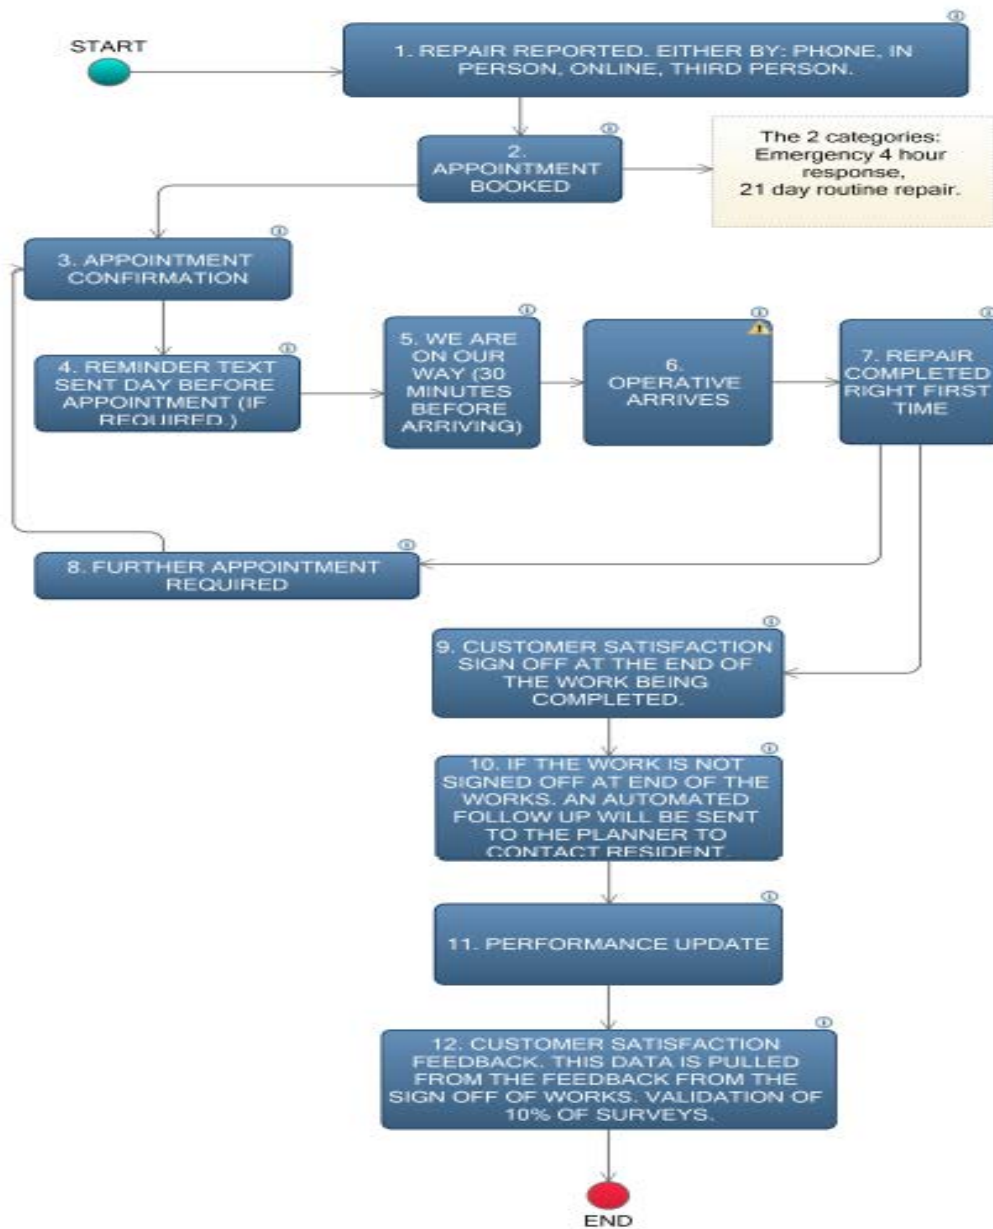 START
1. REPAIR REPORTED. EITHER BY: PHONE, IN
PERSON, ONLINE, THIRD PERSON.
2.
APPOINTMENT
BOOKED
The 2 categories:
Emergency 4 hour
response,
21 day routine repair.
3. APPOINTMENT
CONFIRMATION
4. REMINDER TEXT
SENT DAY BEFORE
APPOINTMENT (IF
REQUIRED.)
5. WE ARE
ON OUR
WAY (30
MINUTES
BEFORE
ARRIVING)
6.
OPERATIVE
ARRIVES
7. REPAIR
COMPLETED
RIGHT FIRST
TIME
8. FURTHER APPOINTMENT
REQUIRED
9. CUSTOMER SATISFACTION
SIGN OFF AT THE END OF
THE WORK BEING
COMPLETED.
10. IF THE WORK IS NOT
SIGNED OFF AT END OF THE
WORKS. AN AUTOMATED
FOLLOW UP WILL BE SENT
TO THE PLANNER TO
CONTACT RESIDENT.
11. PERFORMANCE UPDATE
12. CUSTOMER SATISFACTION
FEEDBACK. THIS DATA IS PULLED
FROM THE FEEDBACK FROM THE
SIGN OFF OF WORKS. VALIDATION OF
10% OF SURVEYS.
END